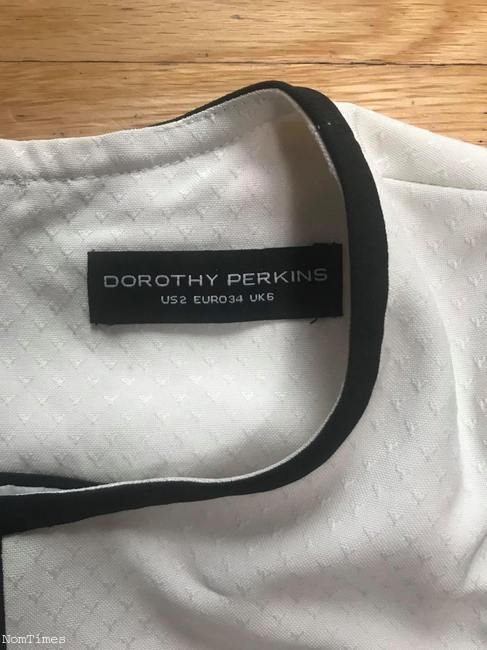 DOROTHY PERKINS
US2 EURO34 UK6
NomTimes